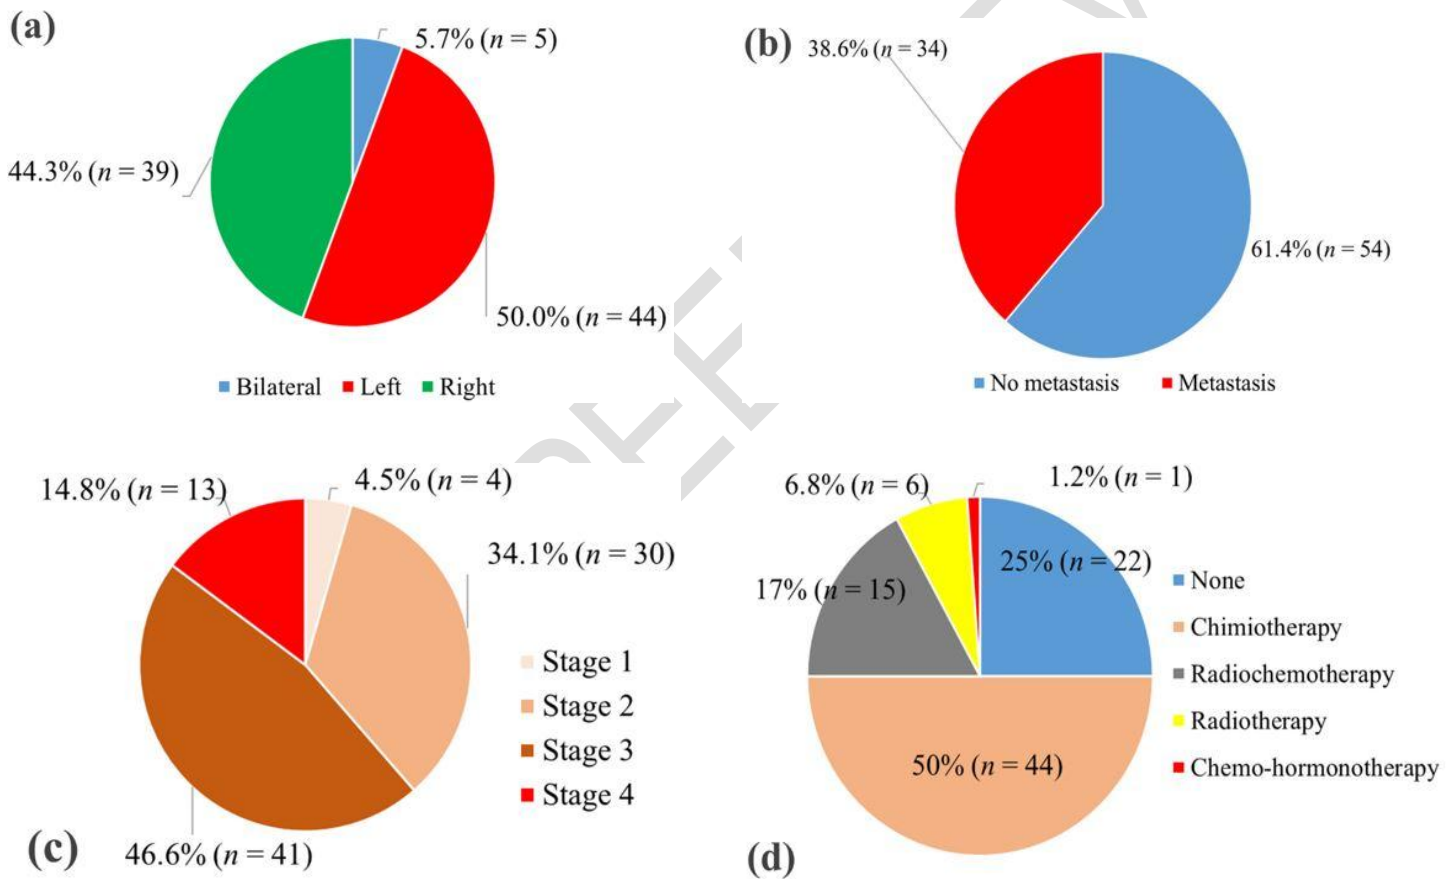 (a)
5.7% (n = 5)
44.3% (n = 39)
50.0% (n = 44)
Bilateral Left Right
(b)
38.6% (n = 34)
61.4% (n = 54)
No metastasis Metastasis
14.8% (n = 13)
4.5% (n = 4)
34.1% (n = 30)
Stage 1
Stage 2
Stage 3
Stage 4
(c)
46.6% (n = 41)
6.8% (n = 6)
1.2% (n = 1)
25% (n = 22)
17% (n = 15)
50% (n = 44)
None
Chimiotherapy
Radiochemotherapy
Radiotherapy
Chemo-hormonotherapy
(d)